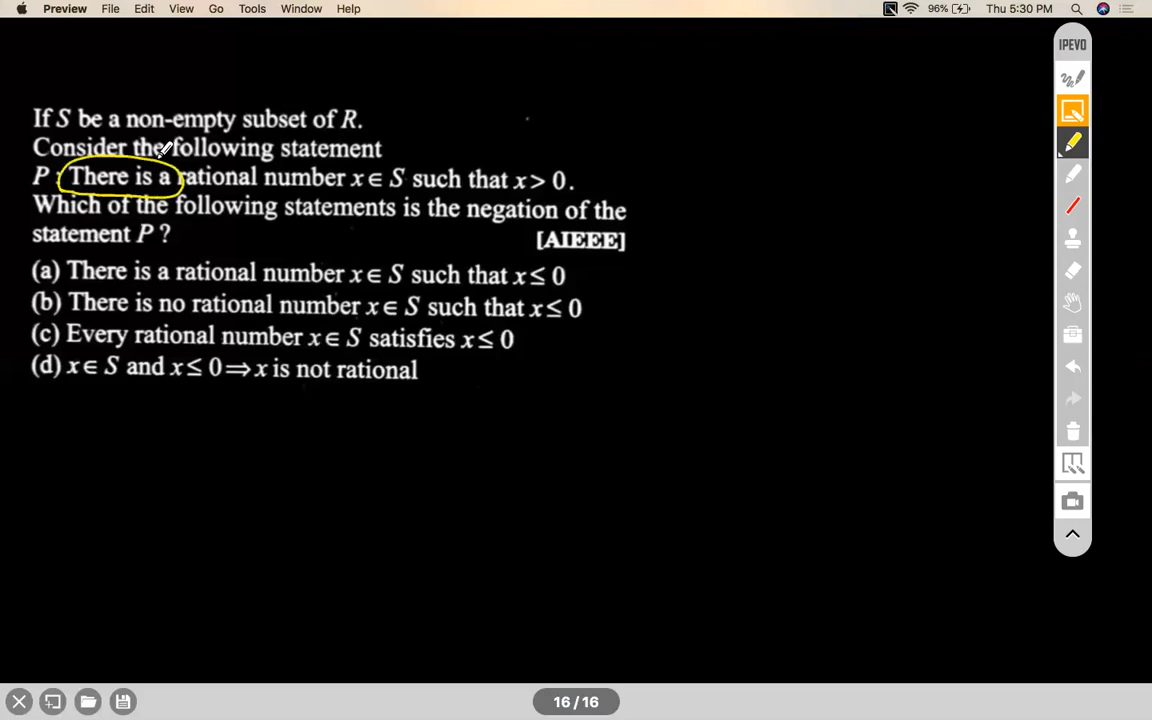 Preview File Edit View Go Tools Window Help 96% Thu 5:30 PM
IPEVO
If S be a non-empty subset of R.
Consider the following statement
P : There is a rational number x ∈ S such that x > 0.
Which of the following statements is the negation of the
statement P ?
[AIEEE]
(a) There is a rational number x ∈ S such that x ≤ 0
(b) There is no rational number x ∈ S such that x ≤ 0
(c) Every rational number x ∈ S satisfies x ≤ 0
(d) x ∈ S and x ≤ 0 ⇒ x is not rational
16 / 16